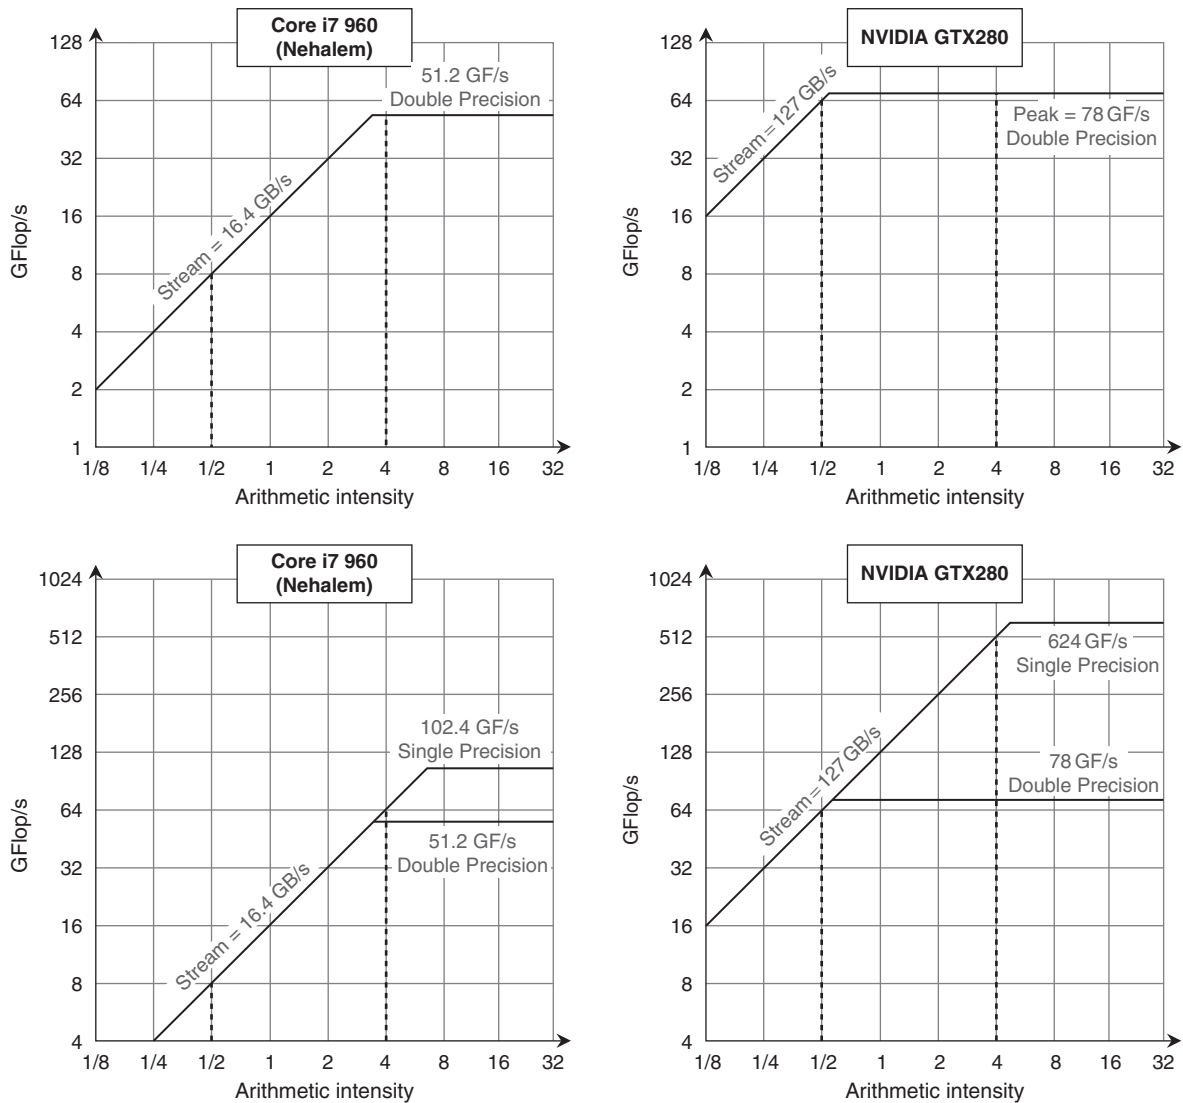 Core i7 960
(Nehalem)
128
64
32
16
8
4
2
1
GFlop/s
51.2 GF/s
Double Precision
Stream = 16.4 GB/s
1/8 1/4 1/2 1 2 4 8 16 32
Arithmetic intensity
NVIDIA GTX280
128
64
32
16
8
4
2
1
GFlop/s
Stream = 127 GB/s
Peak = 78 GF/s
Double Precision
1/8 1/4 1/2 1 2 4 8 16 32
Arithmetic intensity
Core i7 960
(Nehalem)
1024
512
256
128
64
32
16
8
4
GFlop/s
102.4 GF/s
Single Precision
51.2 GF/s
Double Precision
Stream = 16.4 GB/s
1/8 1/4 1/2 1 2 4 8 16 32
Arithmetic intensity
NVIDIA GTX280
1024
512
256
128
64
32
16
8
4
GFlop/s
624 GF/s
Single Precision
78 GF/s
Double Precision
Stream = 127 GB/s
1/8 1/4 1/2 1 2 4 8 16 32
Arithmetic intensity